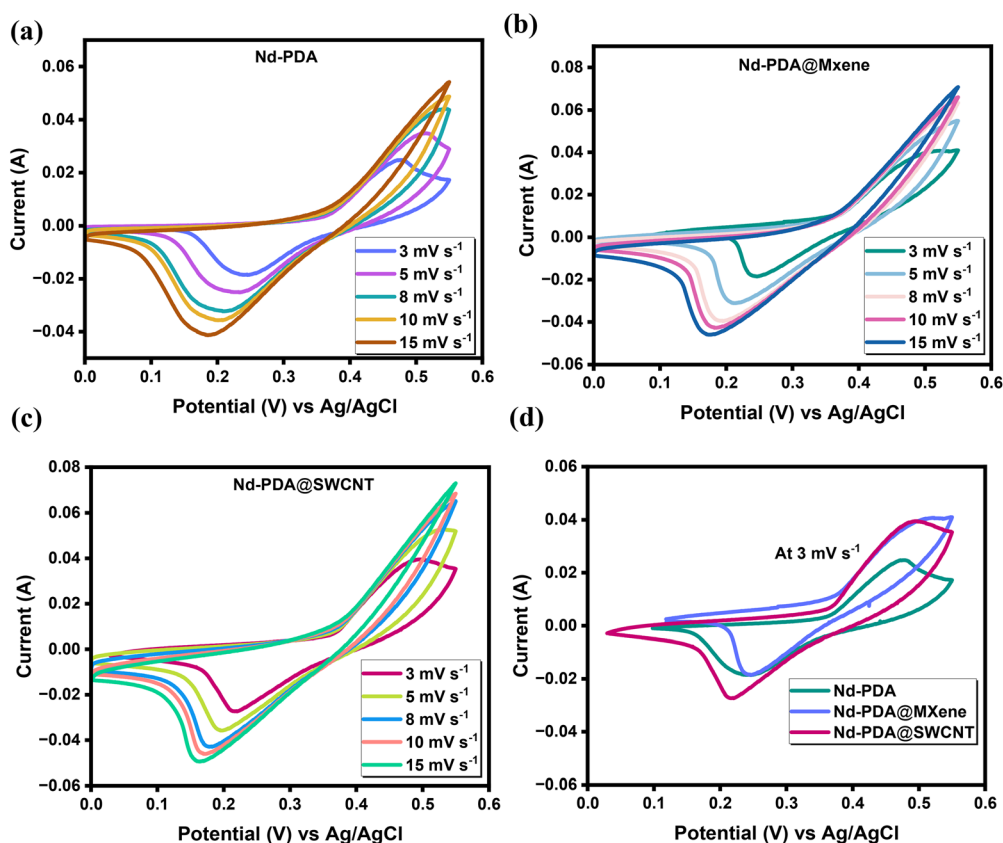 (a)
Nd-PDA
Current (A)
0.06
0.04
0.02
0.00
−0.02
−0.04
0.0 0.1 0.2 0.3 0.4 0.5 0.6
Potential (V) vs Ag/AgCl
3 mV s⁻¹
5 mV s⁻¹
8 mV s⁻¹
10 mV s⁻¹
15 mV s⁻¹
(b)
Nd-PDA@Mxene
Current (A)
0.08
0.06
0.04
0.02
0.00
−0.02
−0.04
−0.06
0.0 0.1 0.2 0.3 0.4 0.5 0.6
Potential (V) vs Ag/AgCl
3 mV s⁻¹
5 mV s⁻¹
8 mV s⁻¹
10 mV s⁻¹
15 mV s⁻¹
(c)
Nd-PDA@SWCNT
Current (A)
0.08
0.06
0.04
0.02
0.00
−0.02
−0.04
−0.06
0.0 0.1 0.2 0.3 0.4 0.5 0.6
Potential (V) vs Ag/AgCl
3 mV s⁻¹
5 mV s⁻¹
8 mV s⁻¹
10 mV s⁻¹
15 mV s⁻¹
(d)
At 3 mV s⁻¹
Current (A)
0.06
0.04
0.02
0.00
−0.02
−0.04
−0.06
0.0 0.1 0.2 0.3 0.4 0.5 0.6
Potential (V) vs Ag/AgCl
Nd-PDA
Nd-PDA@MXene
Nd-PDA@SWCNT